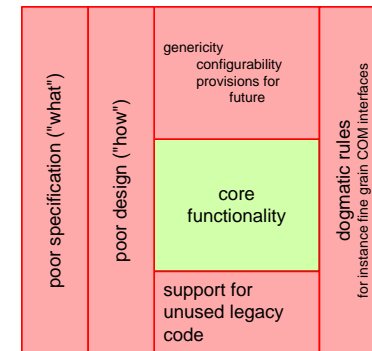 poor specification ("what")
poor design ("how")
genericity
configurability
provisions for
future
core
functionality
support for
unused legacy
code
dogmatic rules
for instance fine grain COM interfaces